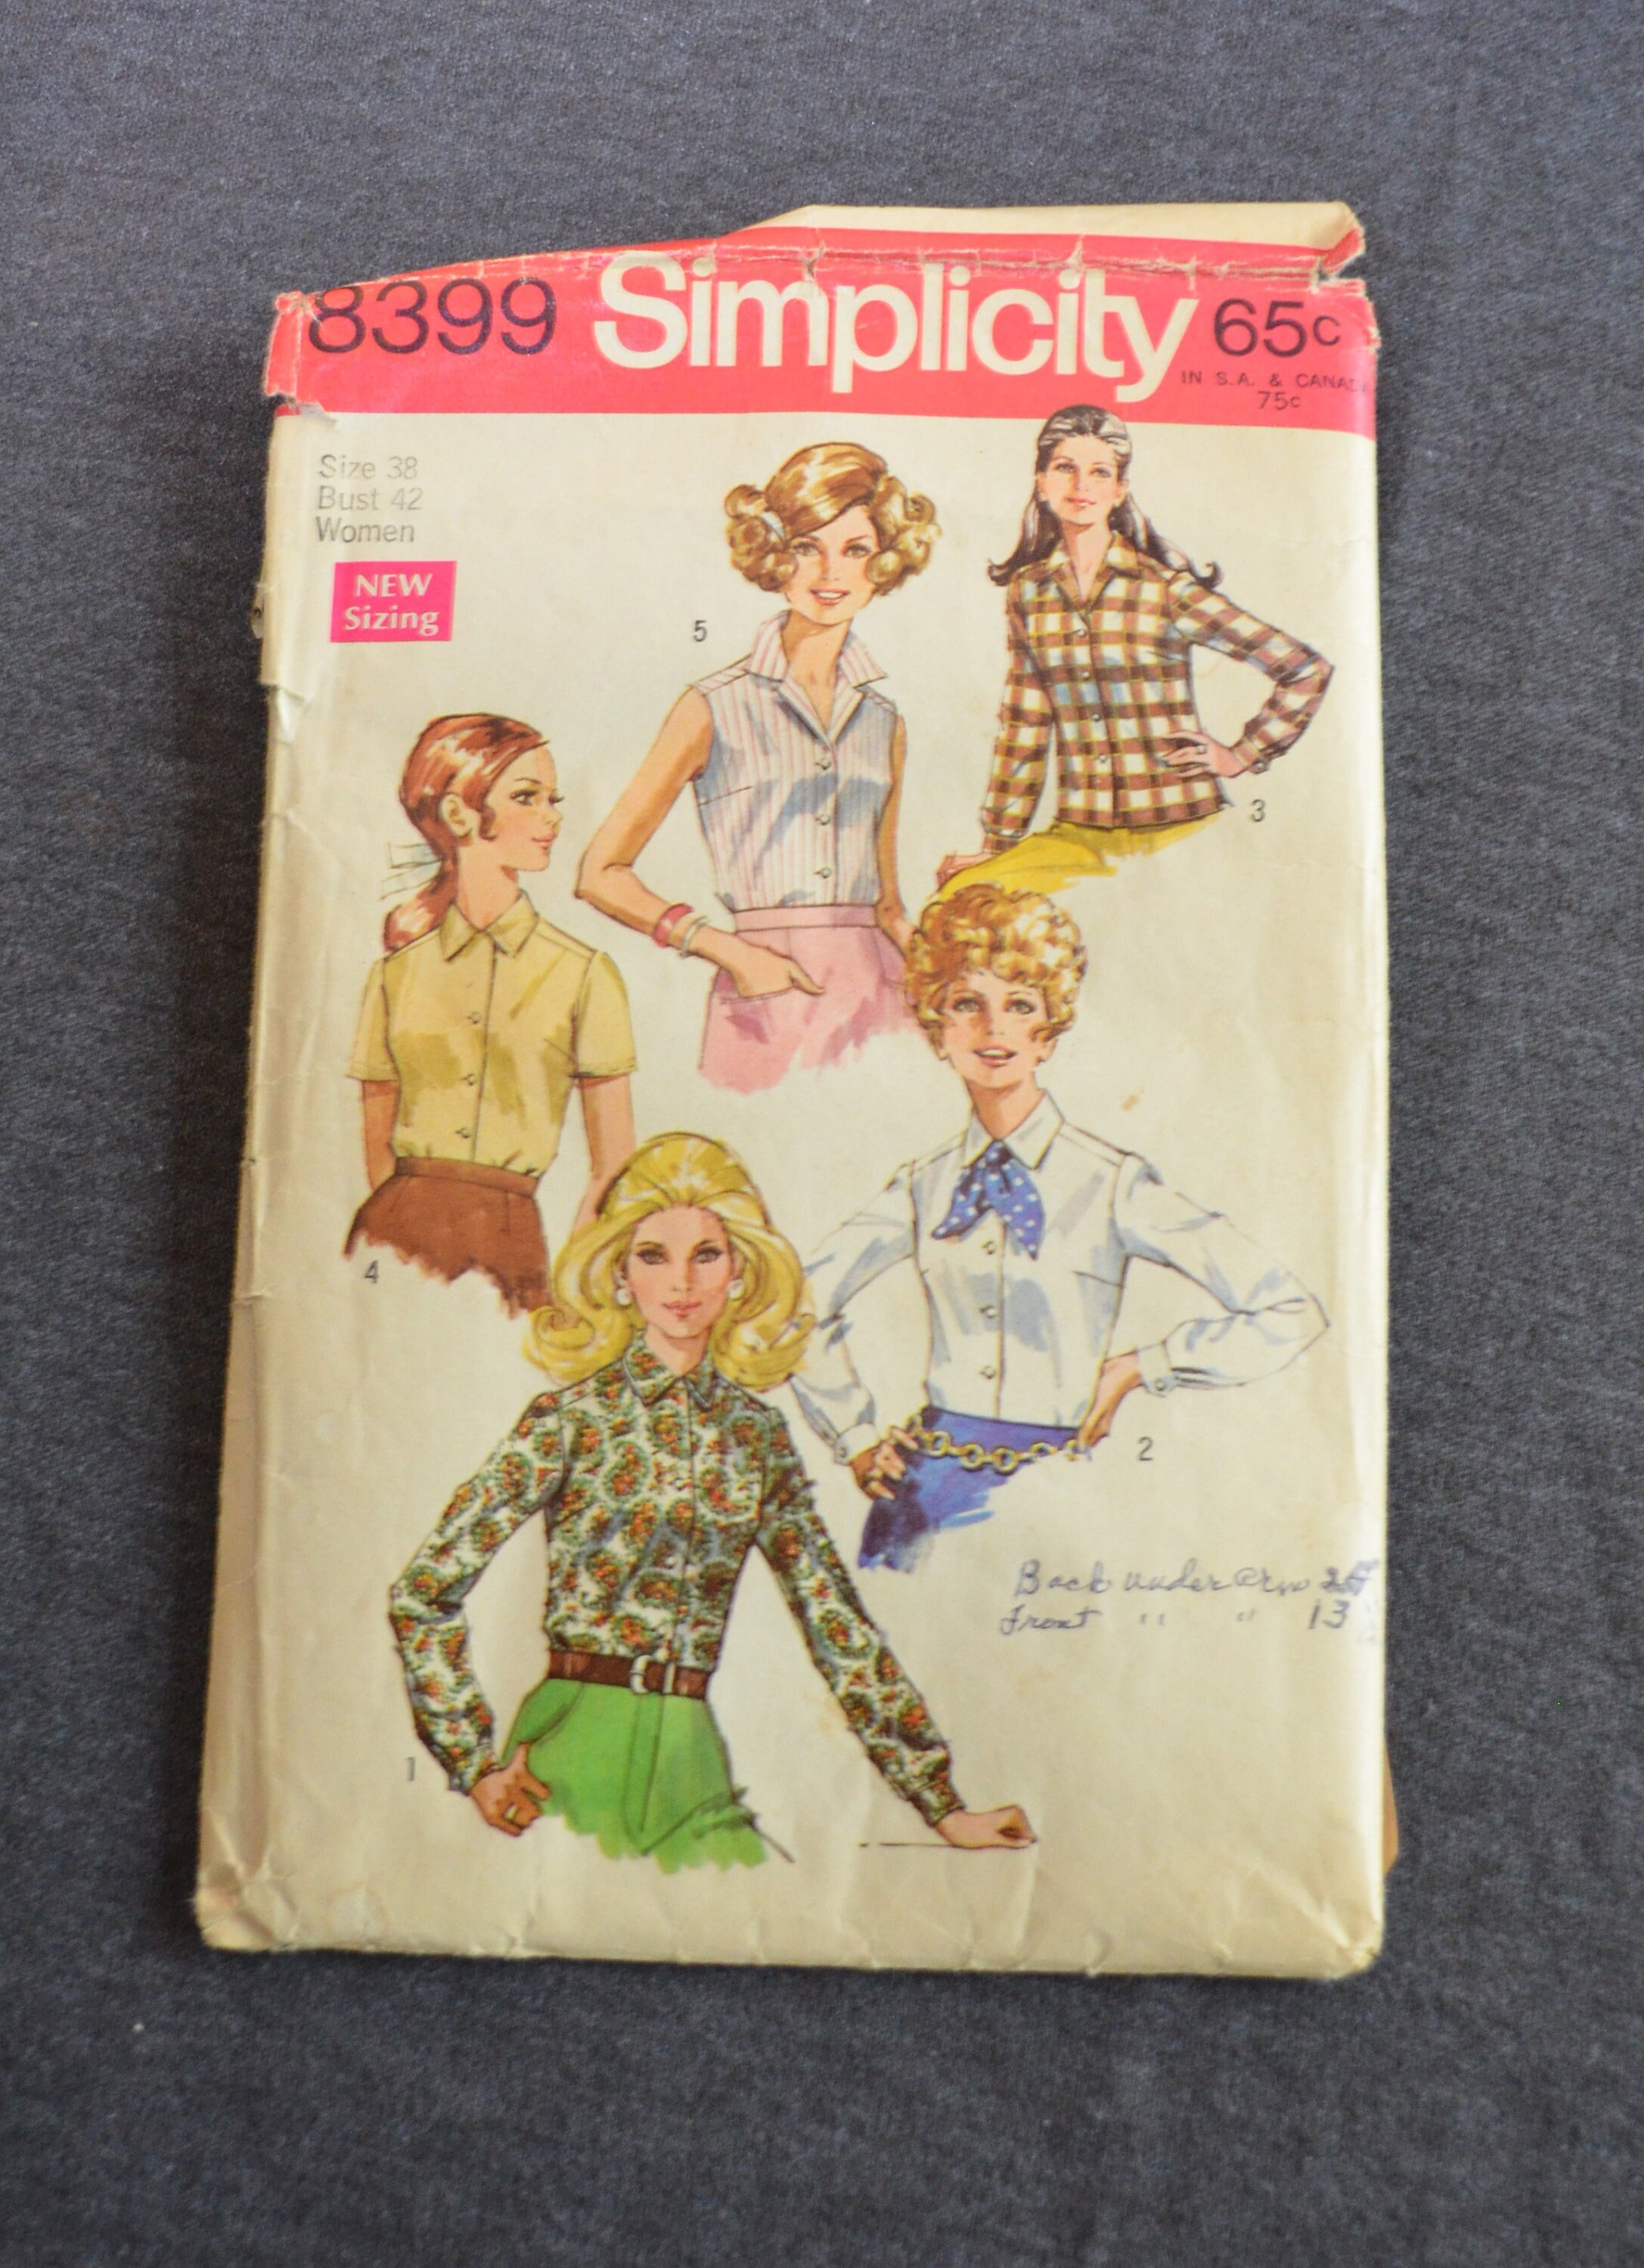 8399 Simplicity 65c
IN S.A. & CANADA
75c
Size 38
Bust 42
Women
NEW
Sizing
5
3
4
2
Back under arm
Front " " 13
1